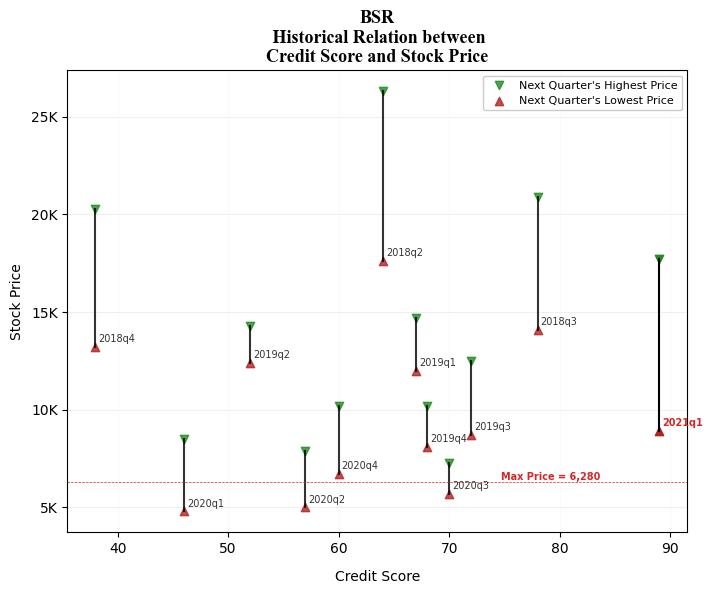 BSR
Historical Relation between
Credit Score and Stock Price
Next Quarter's Highest Price
Next Quarter's Lowest Price
25K
20K
15K
10K
5K
Stock Price
2018q2
2018q3
2018q4
2019q2
2019q1
2019q3
2019q4
2021q1
2020q4
2020q3
2020q1
2020q2
Max Price = 6,280
40
50
60
70
80
90
Credit Score